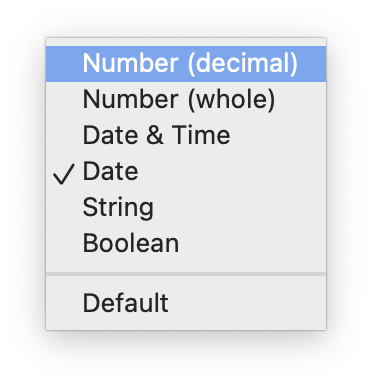 Number (decimal)
Number (whole)
Date & Time
Date
String
Boolean
Default